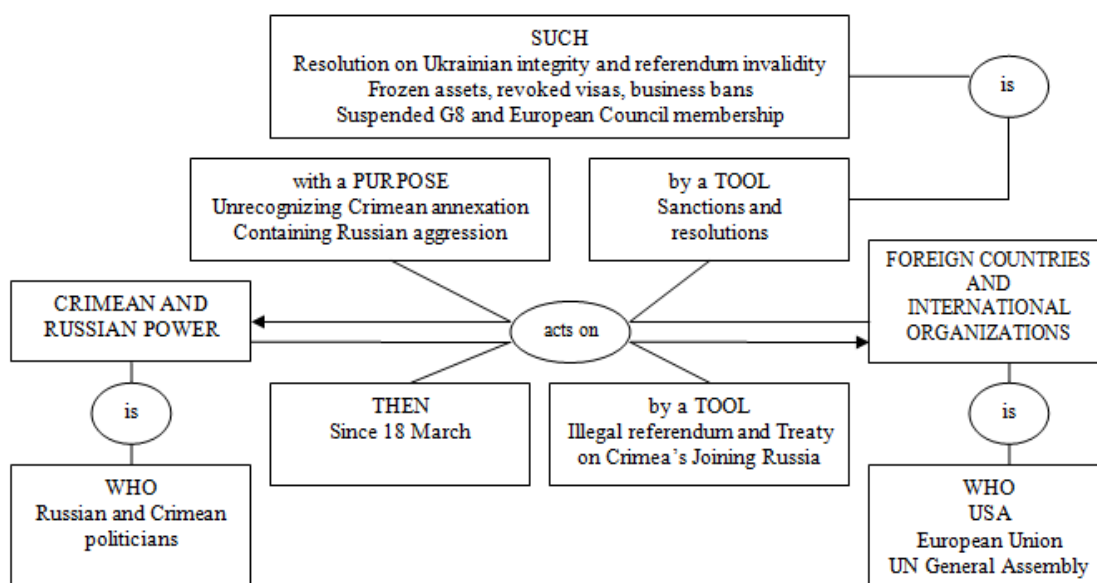 SUCH
Resolution on Ukrainian integrity and referendum invalidity
Frozen assets, revoked visas, business bans
Suspended G8 and European Council membership
is
with a PURPOSE
Unrecognizing Crimean annexation
Containing Russian aggression
by a TOOL
Sanctions and
resolutions
CRIMEAN AND
RUSSIAN POWER
acts on
FOREIGN COUNTRIES
AND
INTERNATIONAL
ORGANIZATIONS
is
THEN
Since 18 March
by a TOOL
Illegal referendum and Treaty
on Crimea’s Joining Russia
is
WHO
Russian and Crimean
politicians
WHO
USA
European Union
UN General Assembly